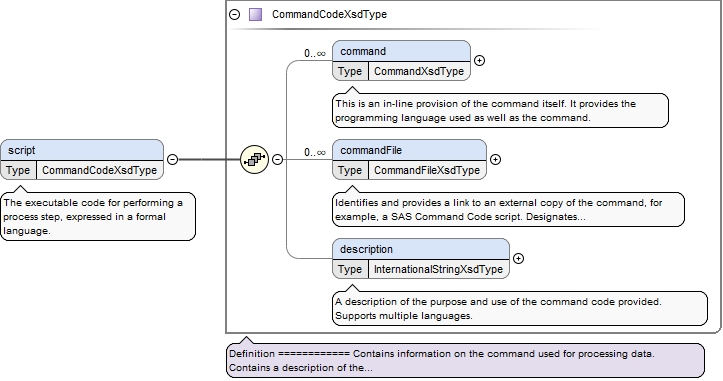 CommandCodeXsdType
0..∞
command
Type CommandXsdType
This is an in-line provision of the command itself. It provides the
programming language used as well as the command.
script
Type CommandCodeXsdType
The executable code for performing a
process step, expressed in a formal
language.
0..∞
commandFile
Type CommandFileXsdType
Identifies and provides a link to an external copy of the command, for
example, a SAS Command Code script. Designates...
description
Type InternationalStringXsdType
A description of the purpose and use of the command code provided.
Supports multiple languages.
Definition ============ Contains information on the command used for processing data.
Contains a description of the...